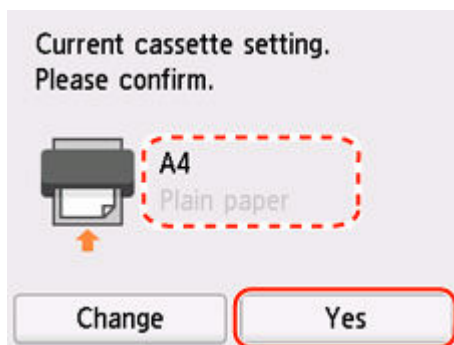 Current cassette setting.
Please confirm.
A4
Plain paper
Change
Yes